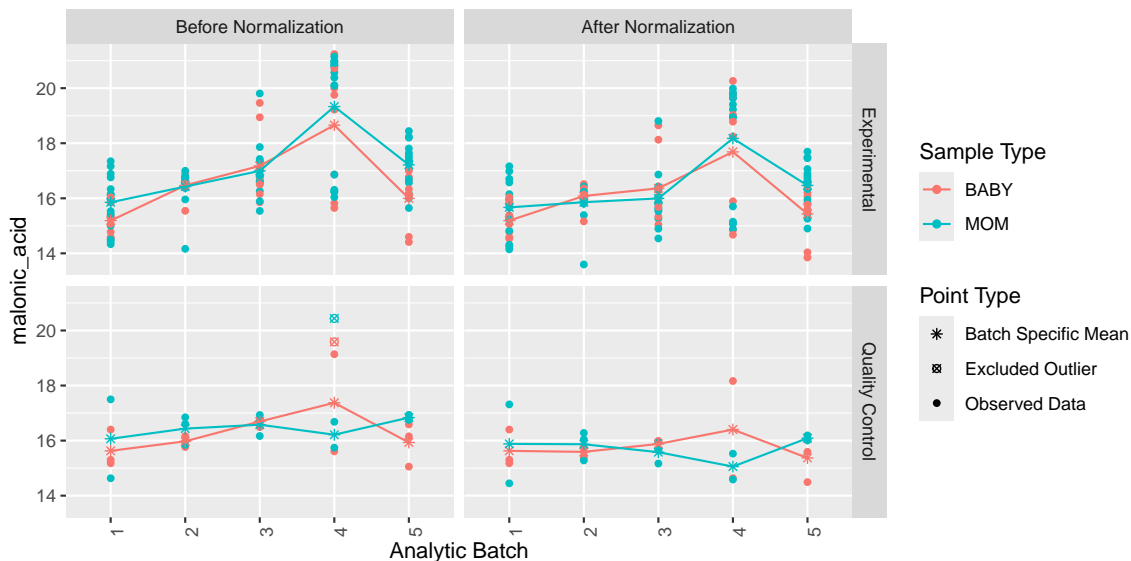 Before Normalization
After Normalization
malonic_acid
20
18
16
14
Experimental
20
18
16
14
Quality Control
1
2
3
4
5
1
2
3
4
5
Analytic Batch
Sample Type
BABY
MOM
Point Type
Batch Specific Mean
Excluded Outlier
Observed Data